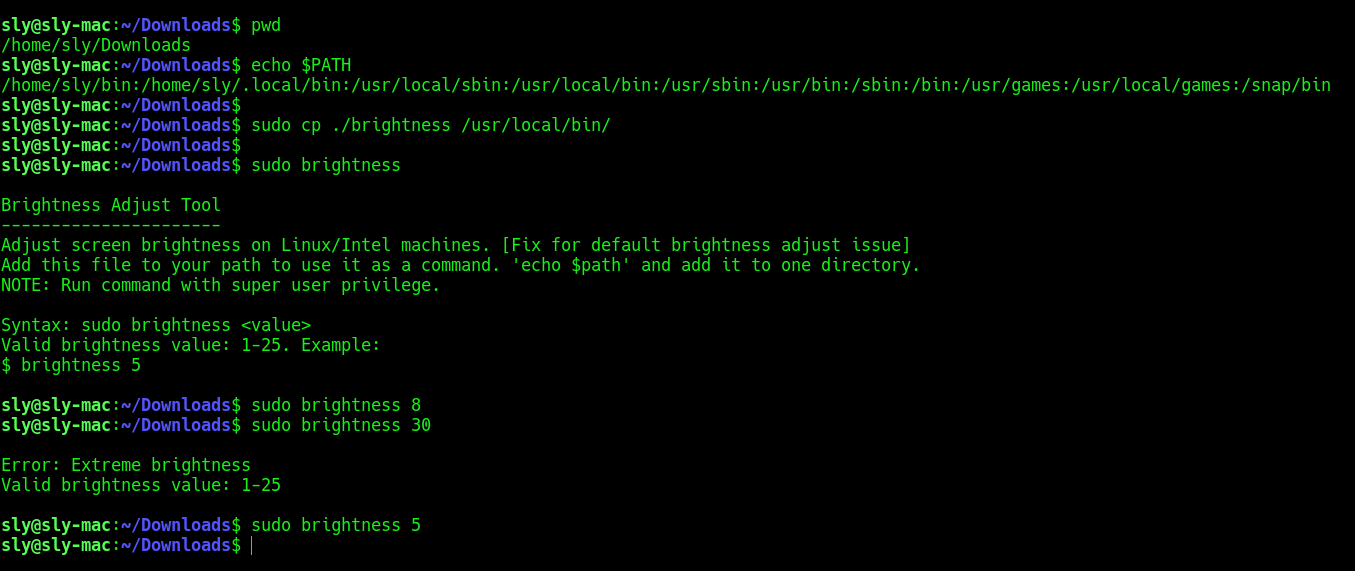 sly@sly-mac:~/Downloads$ pwd
/home/sly/Downloads
sly@sly-mac:~/Downloads$ echo $PATH
/home/sly/bin:/home/sly/.local/bin:/usr/local/sbin:/usr/local/bin:/usr/sbin:/usr/bin:/sbin:/bin:/usr/games:/usr/local/games:/snap/bin
sly@sly-mac:~/Downloads$
sly@sly-mac:~/Downloads$ sudo cp ./brightness /usr/local/bin/
sly@sly-mac:~/Downloads$
sly@sly-mac:~/Downloads$ sudo brightness
Brightness Adjust Tool
----------------------
Adjust screen brightness on Linux/Intel machines. [Fix for default brightness adjust issue]
Add this file to your path to use it as a command. 'echo $path' and add it to one directory.
NOTE: Run command with super user privilege.
Syntax: sudo brightness <value>
Valid brightness value: 1-25. Example:
$ brightness 5
sly@sly-mac:~/Downloads$ sudo brightness 8
sly@sly-mac:~/Downloads$ sudo brightness 30
Error: Extreme brightness
Valid brightness value: 1-25
sly@sly-mac:~/Downloads$ sudo brightness 5
sly@sly-mac:~/Downloads$